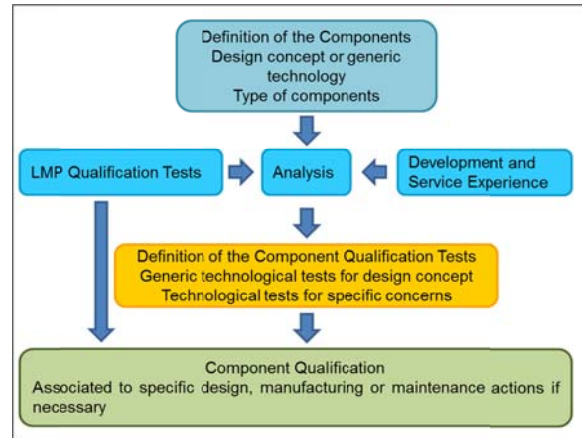 Definition of the Components
Design concept or generic
technology
Type of components
LMP Qualification Tests
Analysis
Development and
Service Experience
Definition of the Component Qualification Tests
Generic technological tests for design concept
Technological tests for specific concerns
Component Qualification
Associated to specific design, manufacturing or maintenance actions if
necessary